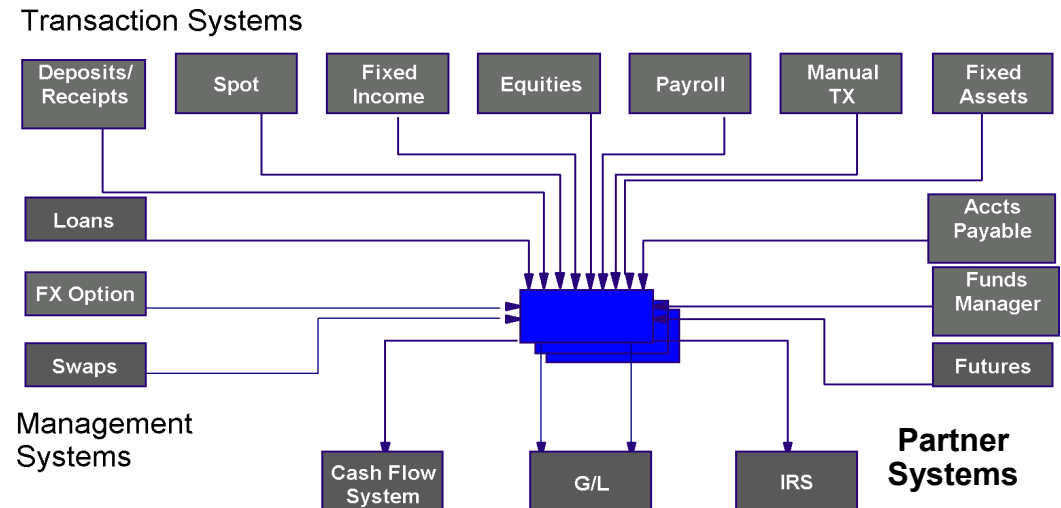 Transaction Systems
Deposits/
Receipts
Spot
Fixed
Income
Equities
Payroll
Manual
TX
Fixed
Assets
Loans
Accts
Payable
FX Option
Funds
Manager
Swaps
Futures
Management
Systems
Partner
Systems
Cash Flow
System
G/L
IRS